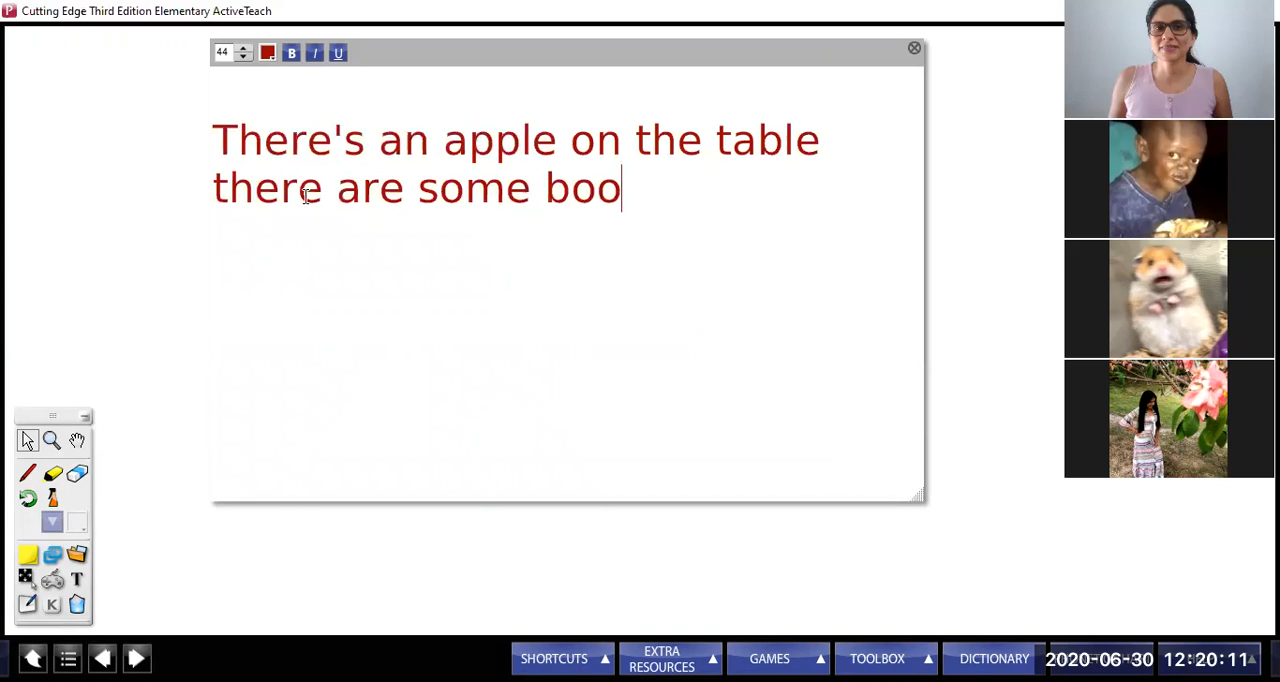 Cutting Edge Third Edition Elementary ActiveTeach
44 B I U
There's an apple on the table
there are some boo
T
K
SHORTCUTS
EXTRA
RESOURCES
GAMES
TOOLBOX
DICTIONARY
2020-06-30 12:20:11